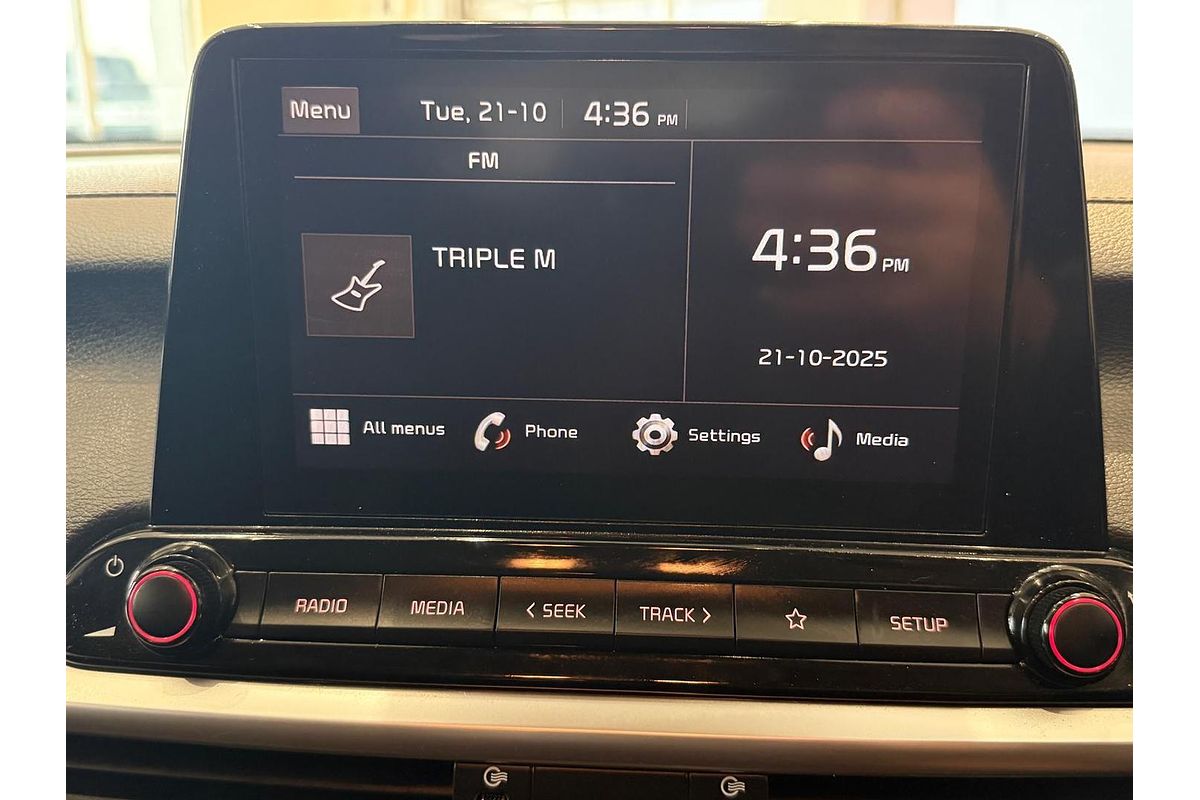 Menu
Tue, 21-10
4:36 PM
FM
TRIPLE M
4:36 PM
21-10-2025
All menus
Phone
Settings
Media
RADIO
MEDIA
< SEEK
TRACK >
SETUP